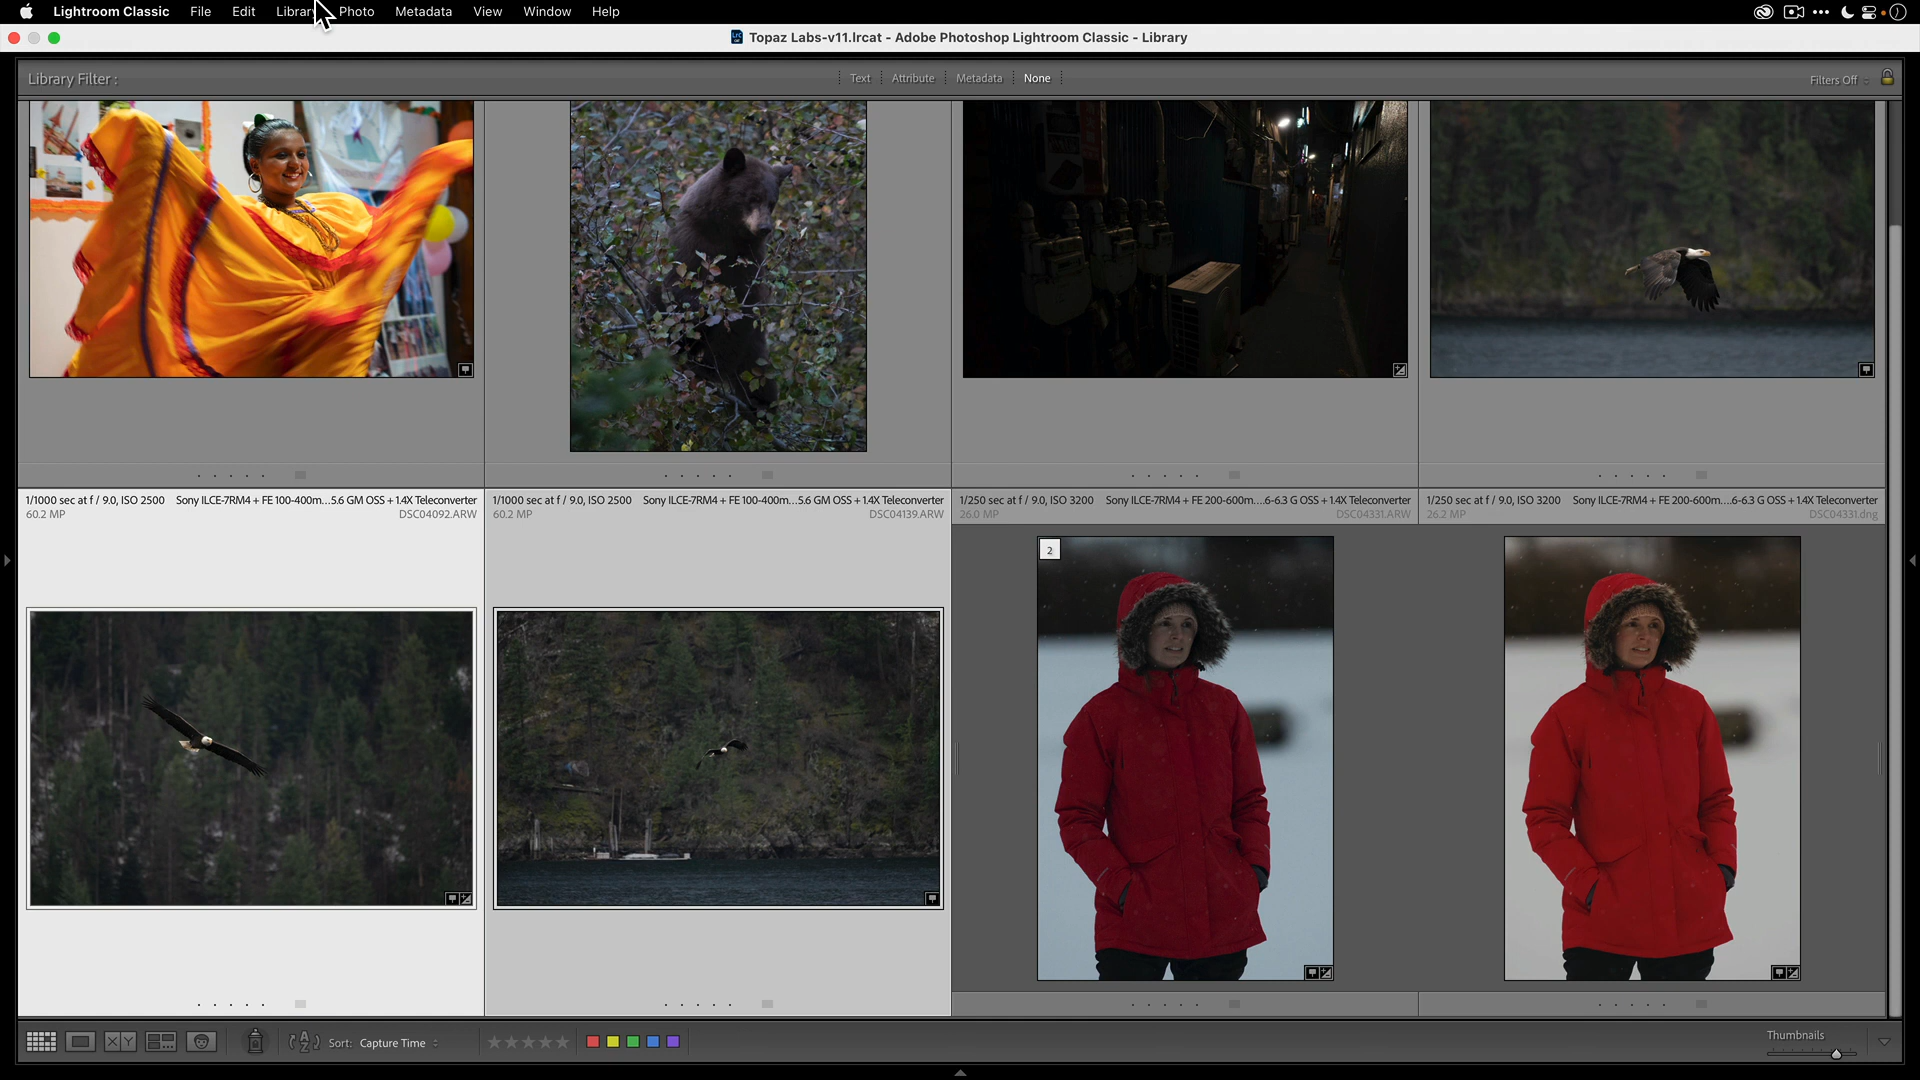 Lightroom Classic File Edit Library Photo Metadata View Window Help
Topaz Labs-v11.lrcat - Adobe Photoshop Lightroom Classic - Library
Library Filter : Text Attribute Metadata None Filters Off
1/1000 sec at f / 9.0, ISO 2500 Sony ILCE-7RM4 + FE 100-400m...5.6 GM OSS + 1.4X Teleconverter
60.2 MP DSC04092.ARW
1/1000 sec at f / 9.0, ISO 2500 Sony ILCE-7RM4 + FE 100-400m...5.6 GM OSS + 1.4X Teleconverter
60.2 MP DSC04139.ARW
1/250 sec at f / 9.0, ISO 3200 Sony ILCE-7RM4 + FE 200-600m....6-6.3 G OSS + 1.4X Teleconverter
26.0 MP DSC04331.ARW
1/250 sec at f / 9.0, ISO 3200 Sony ILCE-7RM4 + FE 200-600m....6-6.3 G OSS + 1.4X Teleconverter
26.2 MP DSC04331.dng
2
XY
AZ Sort: Capture Time
Thumbnails